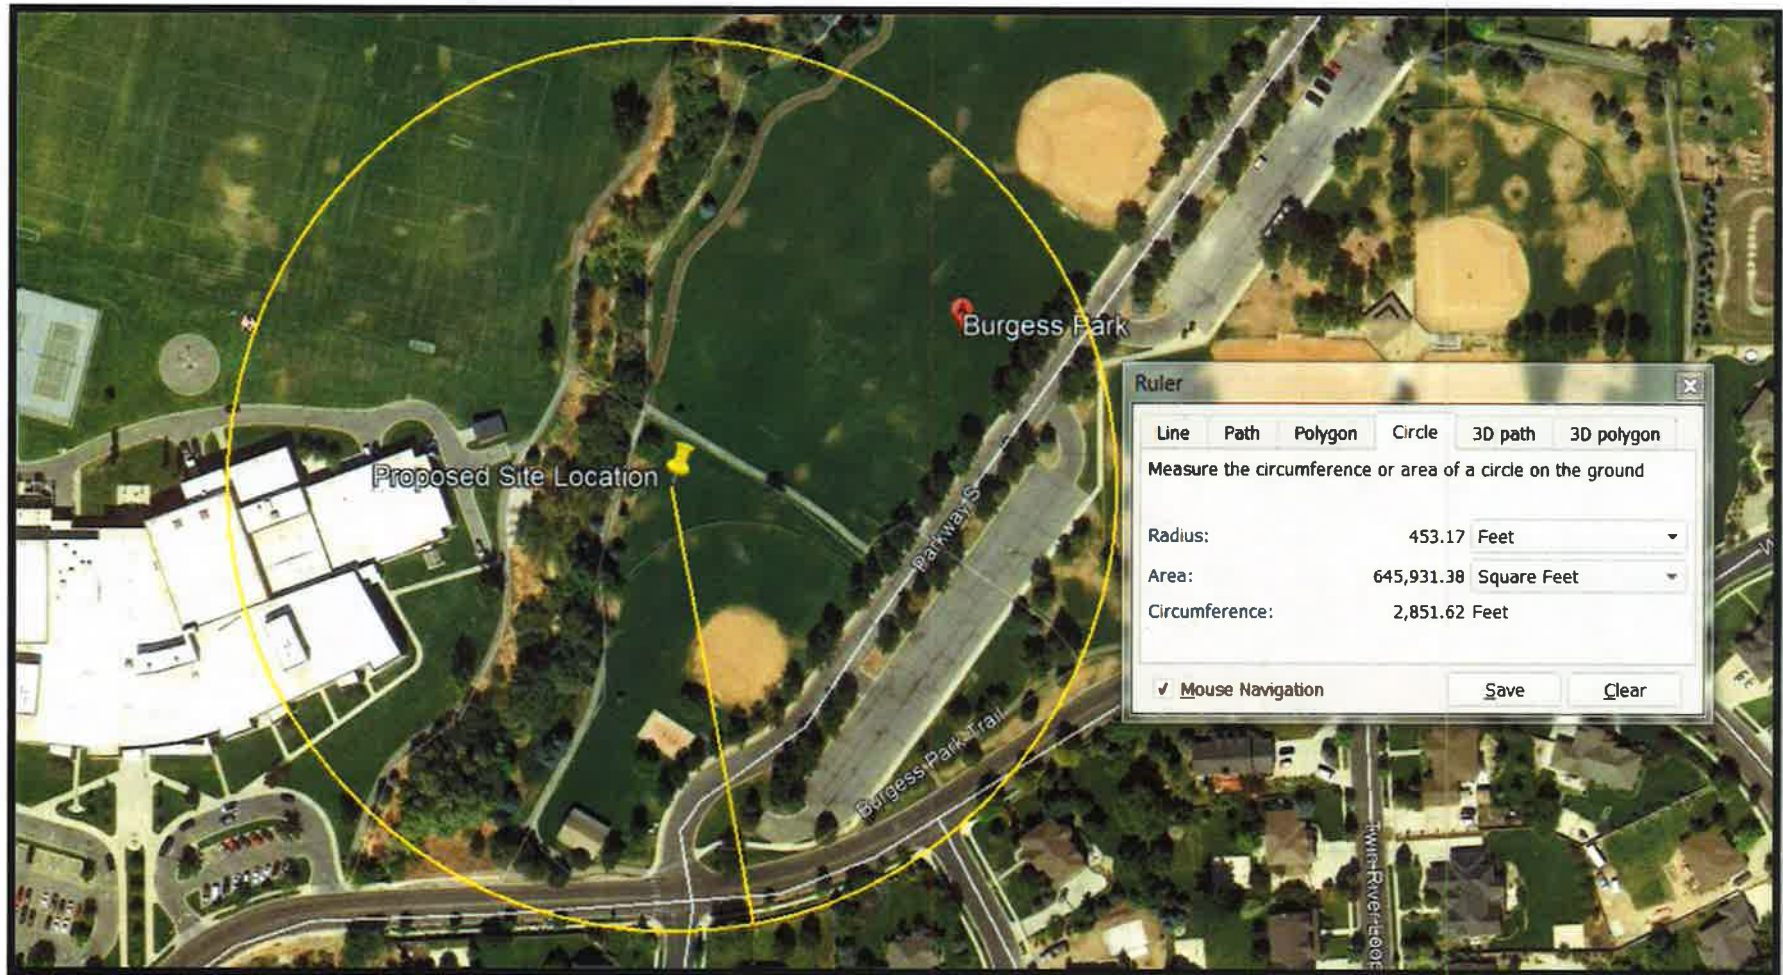 Burgess Park
Proposed Site Location
Parkway S
Burgess Park Trail
Twin River Loop
Ruler
Line Path Polygon Circle 3D path 3D polygon
Measure the circumference or area of a circle on the ground
Radius: 453.17 Feet
Area: 645,931.38 Square Feet
Circumference: 2,851.62 Feet
Mouse Navigation Save Clear